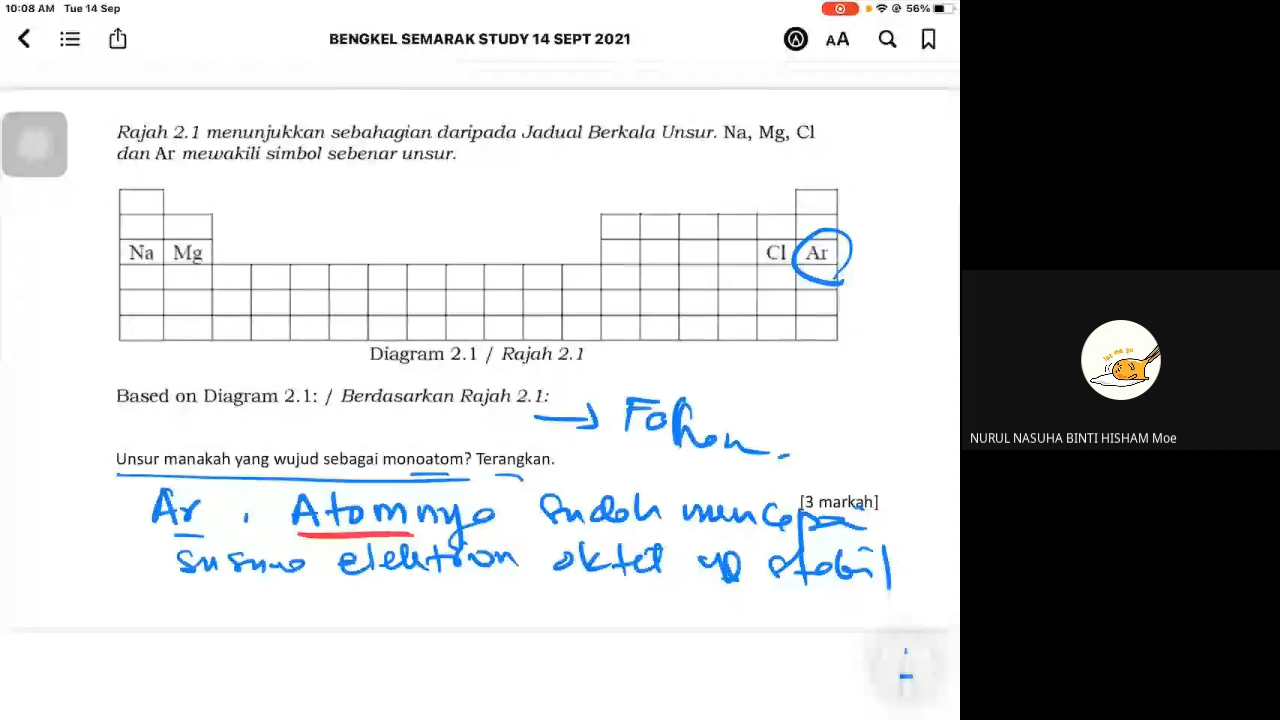 10:08 AM Tue 14 Sep
56%
BENGKEL SEMARAK STUDY 14 SEPT 2021
AA
Rajah 2.1 menunjukkan sebahagian daripada Jadual Berkala Unsur. Na, Mg, Cl
dan Ar mewakili simbol sebenar unsur.
Na Mg Cl Ar
Diagram 2.1 / Rajah 2.1
Based on Diagram 2.1: / Berdasarkan Rajah 2.1:
Unsur manakah yang wujud sebagai monoatom? Terangkan.
[3 markah]
Ar, Atomnya sudah mencapai
elektron oktet yg stabil
NURUL NASUHA BINTI HISHAM Moe